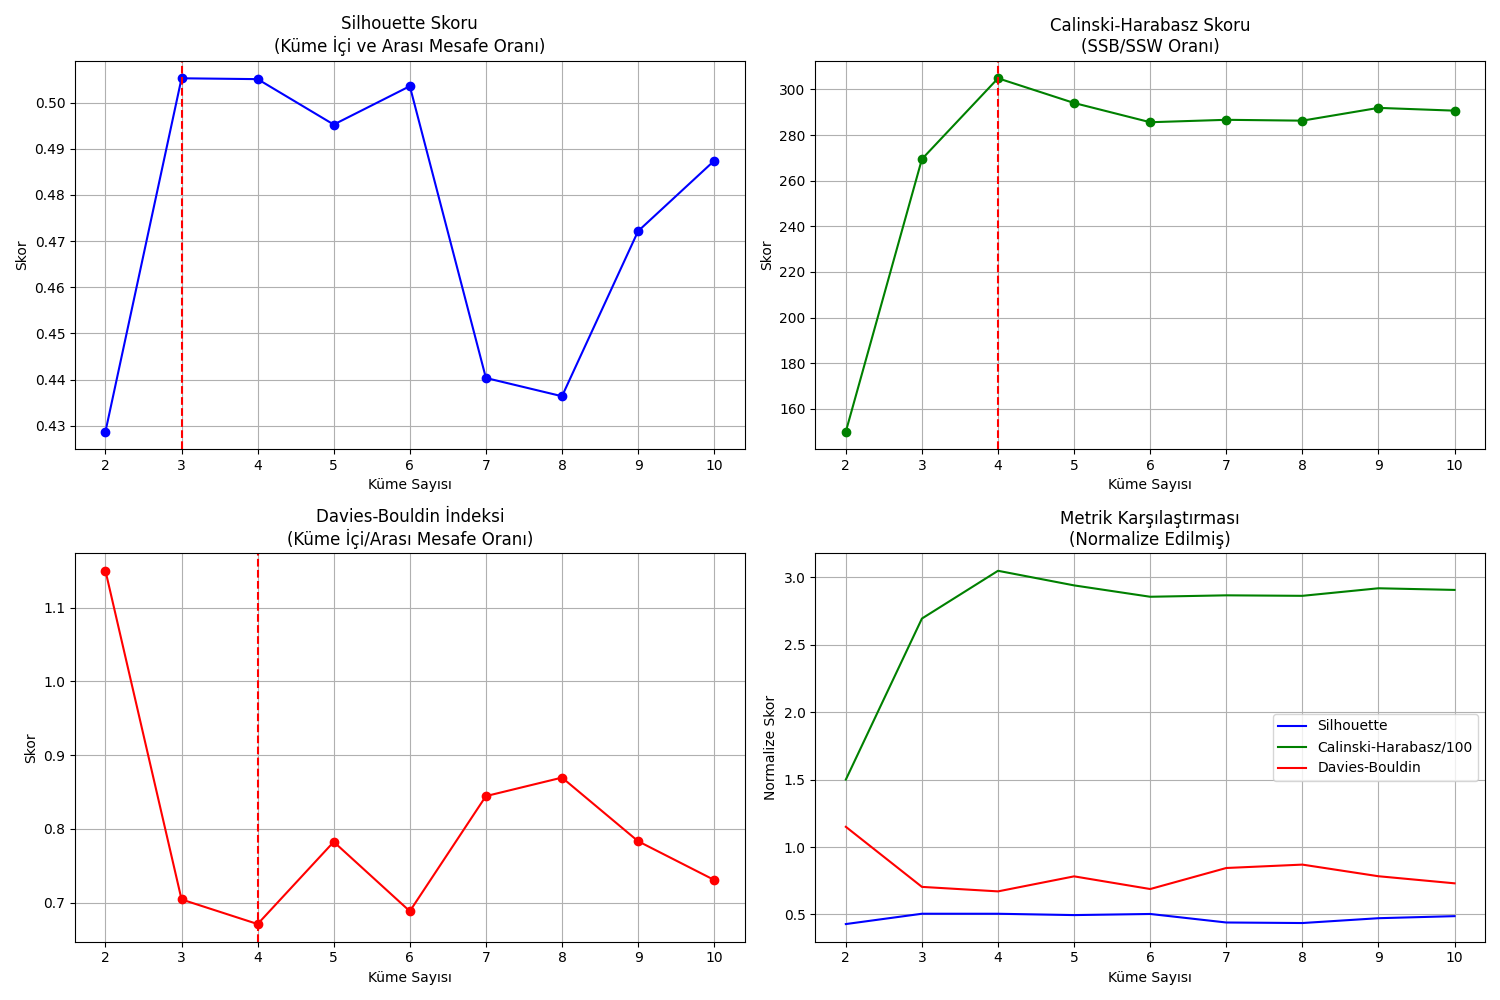 Silhouette Skoru
(Küme İçi ve Arası Mesafe Oranı)
Skor
0.50
0.49
0.48
0.47
0.46
0.45
0.44
0.43
2 3 4 5 6 7 8 9 10
Küme Sayısı
Calinski-Harabasz Skoru
(SSB/SSW Oranı)
Skor
300
280
260
240
220
200
180
160
2 3 4 5 6 7 8 9 10
Küme Sayısı
Davies-Bouldin İndeksi
(Küme İçi/Arası Mesafe Oranı)
Skor
1.1
1.0
0.9
0.8
0.7
2 3 4 5 6 7 8 9 10
Küme Sayısı
Metrik Karşılaştırması
(Normalize Edilmiş)
Normalize Skor
3.0
2.5
2.0
1.5
1.0
0.5
Silhouette
Calinski-Harabasz/100
Davies-Bouldin
2 3 4 5 6 7 8 9 10
Küme Sayısı